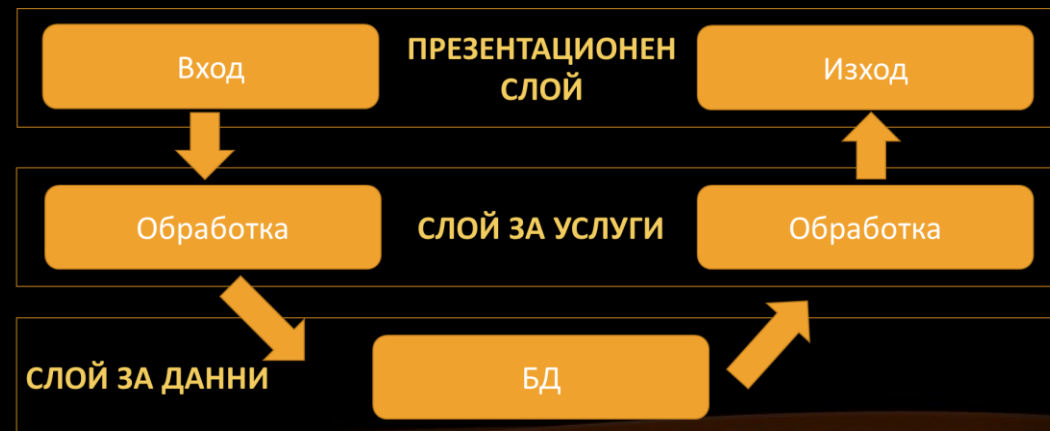 Вход
ПРЕЗЕНТАЦИОНЕН
СЛОЙ
Изход
Обработка
СЛОЙ ЗА УСЛУГИ
Обработка
СЛОЙ ЗА ДАННИ
БД